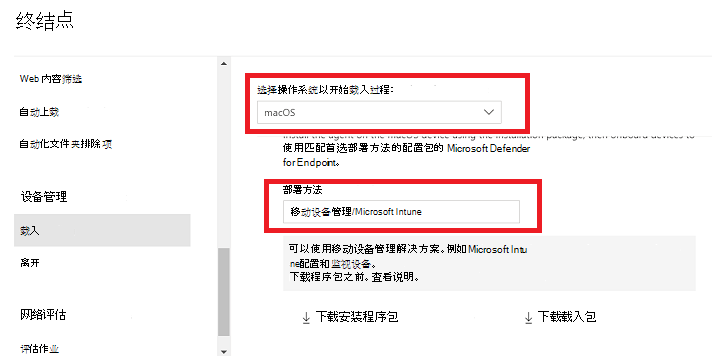 终结点
Web 内容筛选
自动上载
自动化文件夹排除 项
设备管理
载入
离开
网络评估
评估作业
选择操作系统以开始载入过程:
macOS
Install the agent on the macOS device using the installation package, then onboard devices to
使用匹配首选部署方法的配置包的 Microsoft Defender
for Endpoint。
部署方法
移动设备管理/Microsoft Intune
可以使用移动设备管理解决方案。例如 Microsoft Intu
ne配置和监视设备。
下载程序包之前。查看说明。
下载安装程序包
下载载入包